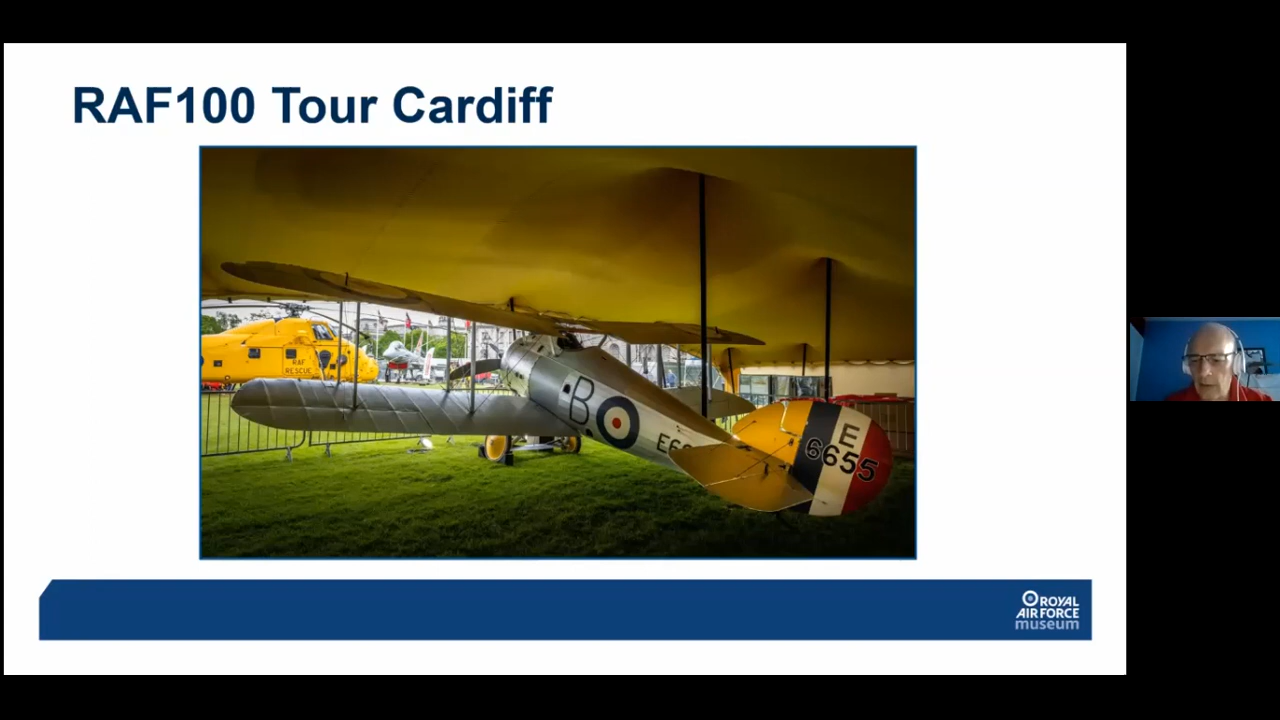 RAF100 Tour Cardiff
RAF
RESCUE
B
E
6655
ROYAL
AIR FORCE
museum